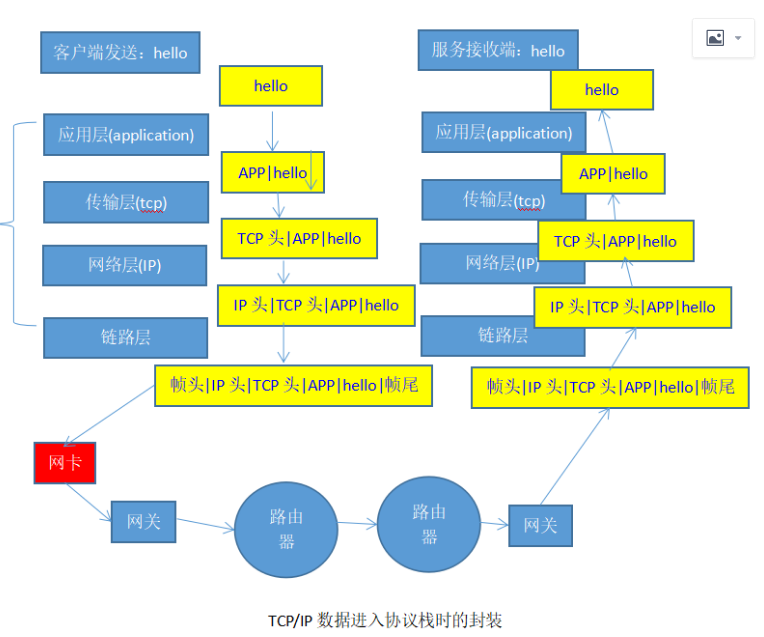 客户端发送：hello
服务接收端：hello
hello
hello
应用层(application)
应用层(application)
APP|hello
APP|hello
传输层(tcp)
传输层(tcp)
TCP 头|APP|hello
TCP 头|APP|hello
网络层(IP)
网络层(IP)
IP 头|TCP 头|APP|hello
IP 头|TCP 头|APP|hello
链路层
链路层
帧头|IP 头|TCP 头|APP|hello|帧尾
帧头|IP 头|TCP 头|APP|hello|帧尾
网卡
网关
路由
器
路由
器
网关
TCP/IP 数据进入协议栈时的封装